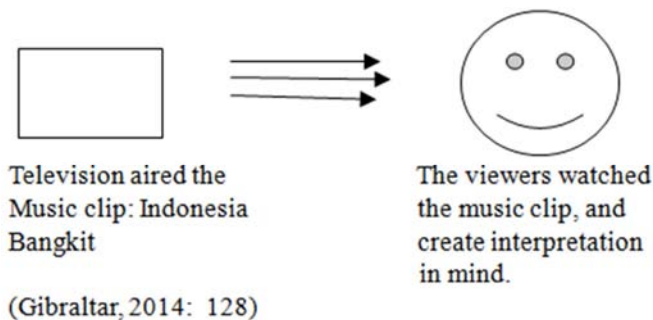 Television aired the
Music clip: Indonesia
Bangkit
(Gibraltar, 2014: 128)
The viewers watched
the music clip, and
create interpretation
in mind.